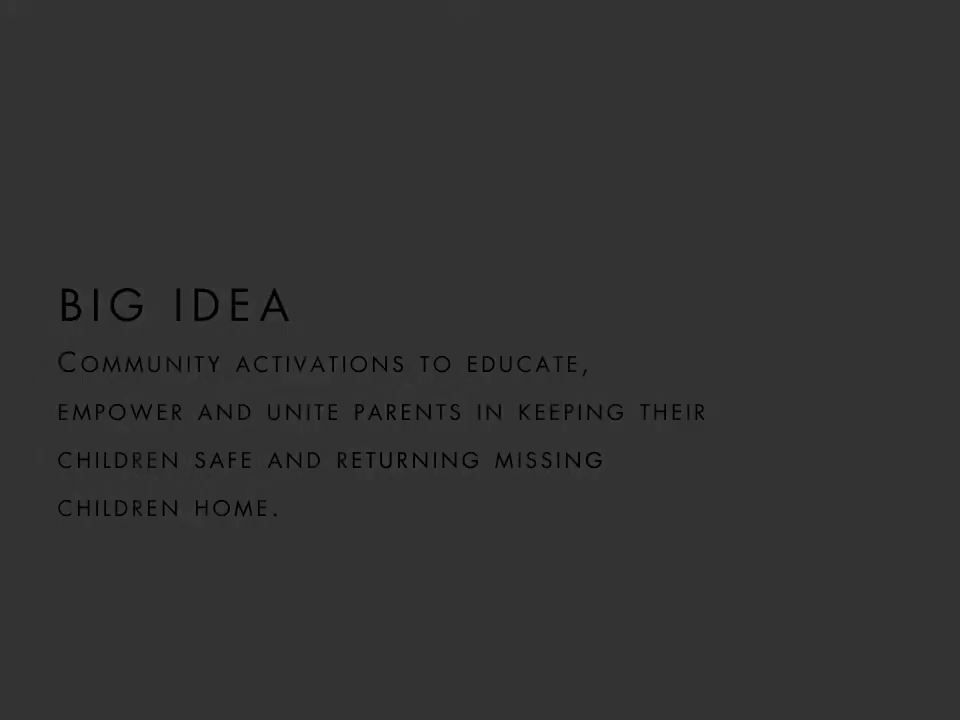 BIG IDEA
COMMUNITY ACTIVATIONS TO EDUCATE,
EMPOWER AND UNITE PARENTS IN KEEPING THEIR
CHILDREN SAFE AND RETURNING MISSING
CHILDREN HOME.